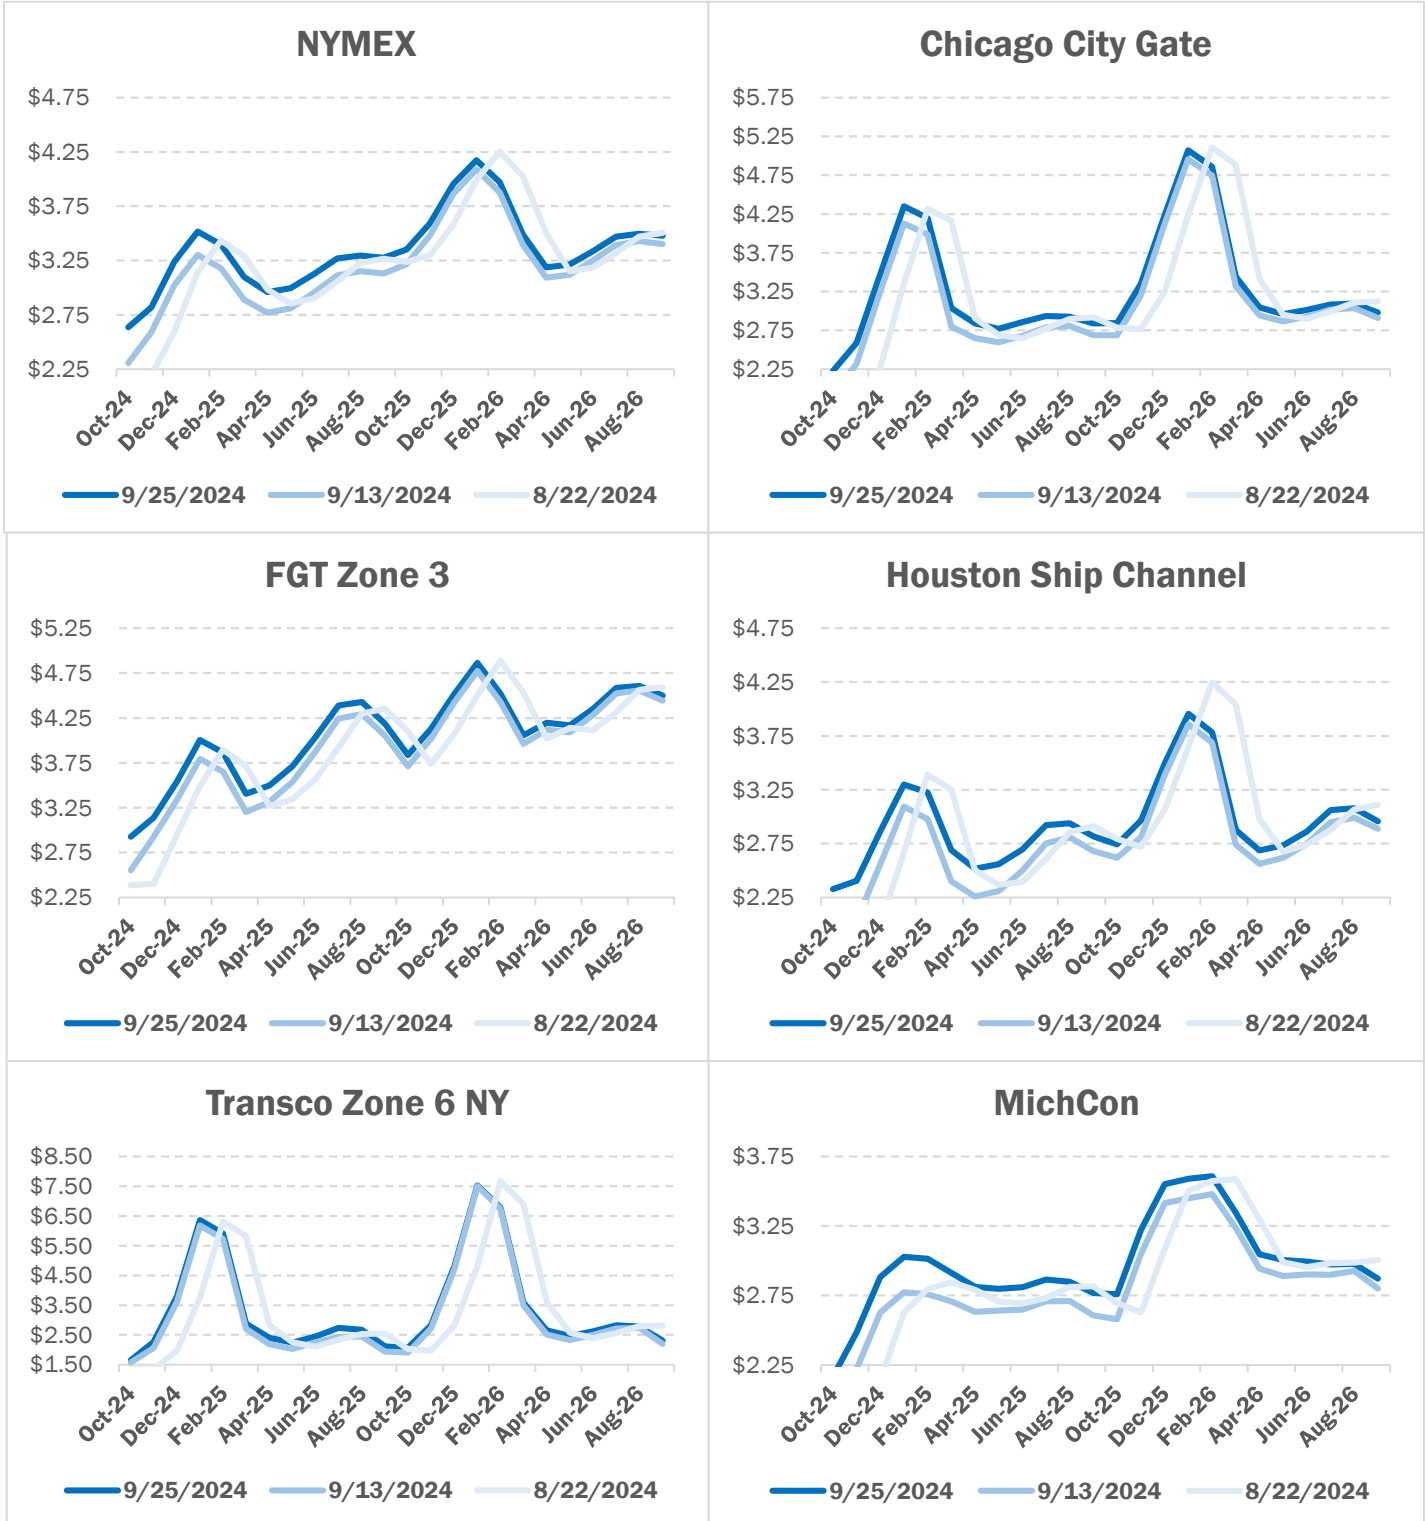 NYMEX
$4.75
$4.25
$3.75
$3.25
$2.75
$2.25
Oct-24 Dec-24 Feb-25 Apr-25 Jun-25 Aug-25 Oct-25 Dec-25 Feb-26 Apr-26 Jun-26 Aug-26
9/25/2024 9/13/2024 8/22/2024
Chicago City Gate
$5.75
$5.25
$4.75
$4.25
$3.75
$3.25
$2.75
$2.25
Oct-24 Dec-24 Feb-25 Apr-25 Jun-25 Aug-25 Oct-25 Dec-25 Feb-26 Apr-26 Jun-26 Aug-26
9/25/2024 9/13/2024 8/22/2024
FGT Zone 3
$5.25
$4.75
$4.25
$3.75
$3.25
$2.75
$2.25
Oct-24 Dec-24 Feb-25 Apr-25 Jun-25 Aug-25 Oct-25 Dec-25 Feb-26 Apr-26 Jun-26 Aug-26
9/25/2024 9/13/2024 8/22/2024
Houston Ship Channel
$4.75
$4.25
$3.75
$3.25
$2.75
$2.25
Oct-24 Dec-24 Feb-25 Apr-25 Jun-25 Aug-25 Oct-25 Dec-25 Feb-26 Apr-26 Jun-26 Aug-26
9/25/2024 9/13/2024 8/22/2024
Transco Zone 6 NY
$8.50
$7.50
$6.50
$5.50
$4.50
$3.50
$2.50
$1.50
Oct-24 Dec-24 Feb-25 Apr-25 Jun-25 Aug-25 Oct-25 Dec-25 Feb-26 Apr-26 Jun-26 Aug-26
9/25/2024 9/13/2024 8/22/2024
MichCon
$3.75
$3.25
$2.75
$2.25
Oct-24 Dec-24 Feb-25 Apr-25 Jun-25 Aug-25 Oct-25 Dec-25 Feb-26 Apr-26 Jun-26 Aug-26
9/25/2024 9/13/2024 8/22/2024